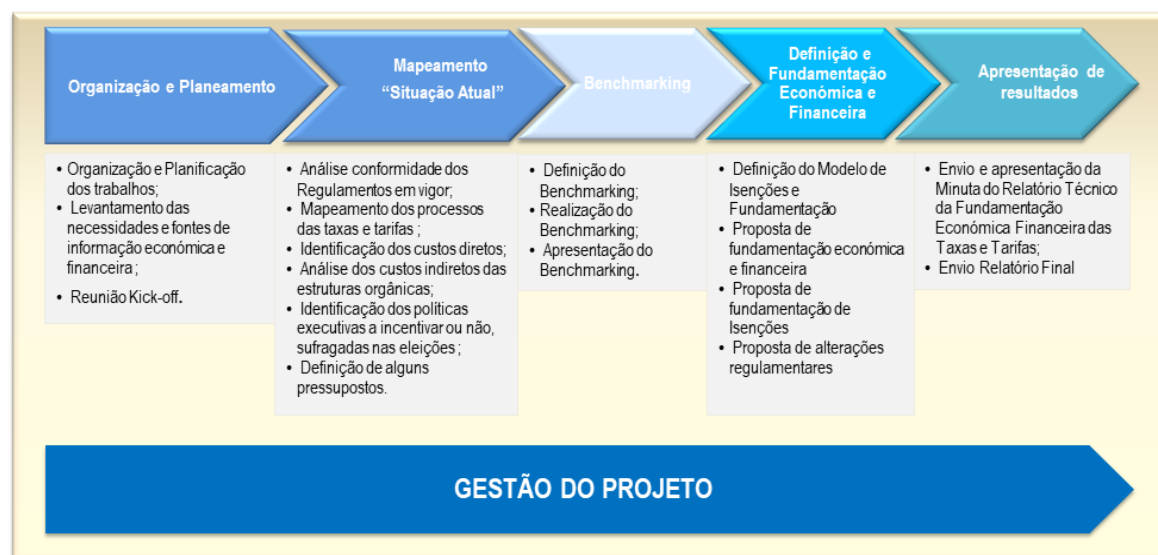 Organização e Planeamento
Mapeamento
“Situação Atual”
Benchmarking
Definição e
Fundamentação
Económica e
Financeira
Apresentação de
resultados
• Organização e Planificação
dos trabalhos;
• Levantamento das
necessidades e fontes de
informação económica e
financeira ;
• Reunião Kick-off.
• Análise conformidade dos
Regulamentos em vigor;
• Mapeamento dos processos
das taxas e tarifas ;
• Identificação dos custos diretos;
• Análise dos custos indiretos das
estruturas orgânicas;
• Identificação dos políticas
executivas a incentivar ou não,
sufragadas nas eleições ;
• Definição de alguns
pressupostos.
• Definição do
Benchmarking;
• Realização do
Benchmarking;
• Apresentação do
Benchmarking.
• Definição do Modelo de
Isenções e
Fundamentação
• Proposta de
fundamentação económica
e financeira
• Proposta de
fundamentação de
Isenções
• Proposta de alterações
regulamentares
• Envio e apresentação da
Minuta do Relatório Técnico
da Fundamentação
Económica Financeira das
Taxas e Tarifas;
• Envio Relatório Final
GESTÃO DO PROJETO